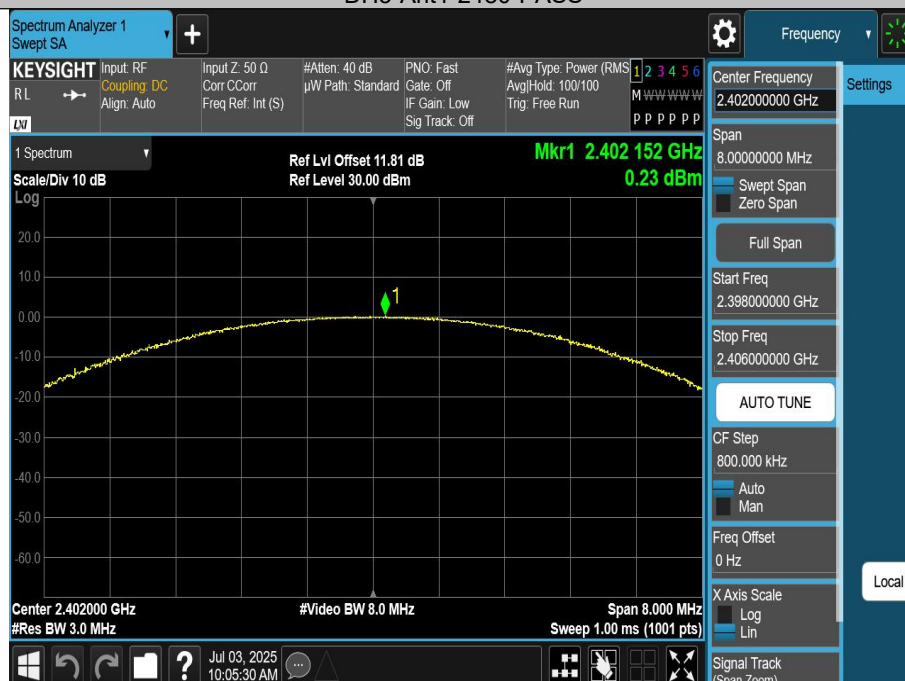 Spectrum Analyzer 1
Swept SA
Frequency
KEYSIGHT
RL
LXI
Input: RF
Coupling: DC
Align: Auto
Input Z: 50 Ω
Corr CCorr
Freq Ref: Int (S)
#Atten: 40 dB
µW Path: Standard
PNO: Fast
Gate: Off
IF Gain: Low
Sig Track: Off
#Avg Type: Power (RMS
Avg|Hold: 100/100
Trig: Free Run
1 2 3 4 5 6
M W W W W W
P P P P P P
1 Spectrum
Scale/Div 10 dB
Log
Ref Lvl Offset 11.81 dB
Ref Level 30.00 dBm
Mkr1 2.402 152 GHz
0.23 dBm
20.0
10.0
0.00
-10.0
-20.0
-30.0
-40.0
-50.0
-60.0
1
Center 2.402000 GHz
#Res BW 3.0 MHz
#Video BW 8.0 MHz
Span 8.000 MHz
Sweep 1.00 ms (1001 pts)
Center Frequency
2.402000000 GHz
Settings
Span
8.00000000 MHz
Swept Span
Zero Span
Full Span
Start Freq
2.398000000 GHz
Stop Freq
2.406000000 GHz
AUTO TUNE
CF Step
800.000 kHz
Auto
Man
Freq Offset
0 Hz
X Axis Scale
Log
Lin
Local
Signal Track
(Span Zoom)
?
Jul 03, 2025
10:05:30 AM